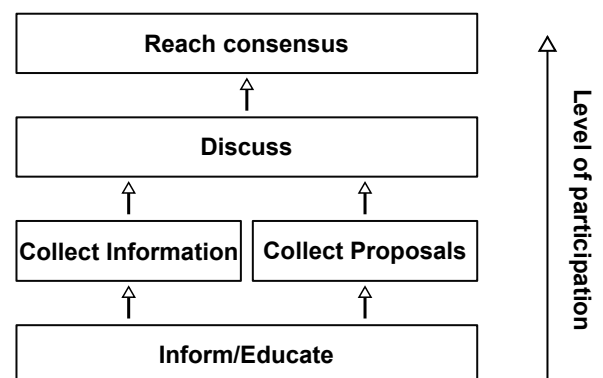 Reach consensus
Discuss
Collect Information
Collect Proposals
Inform/Educate
Level of participation